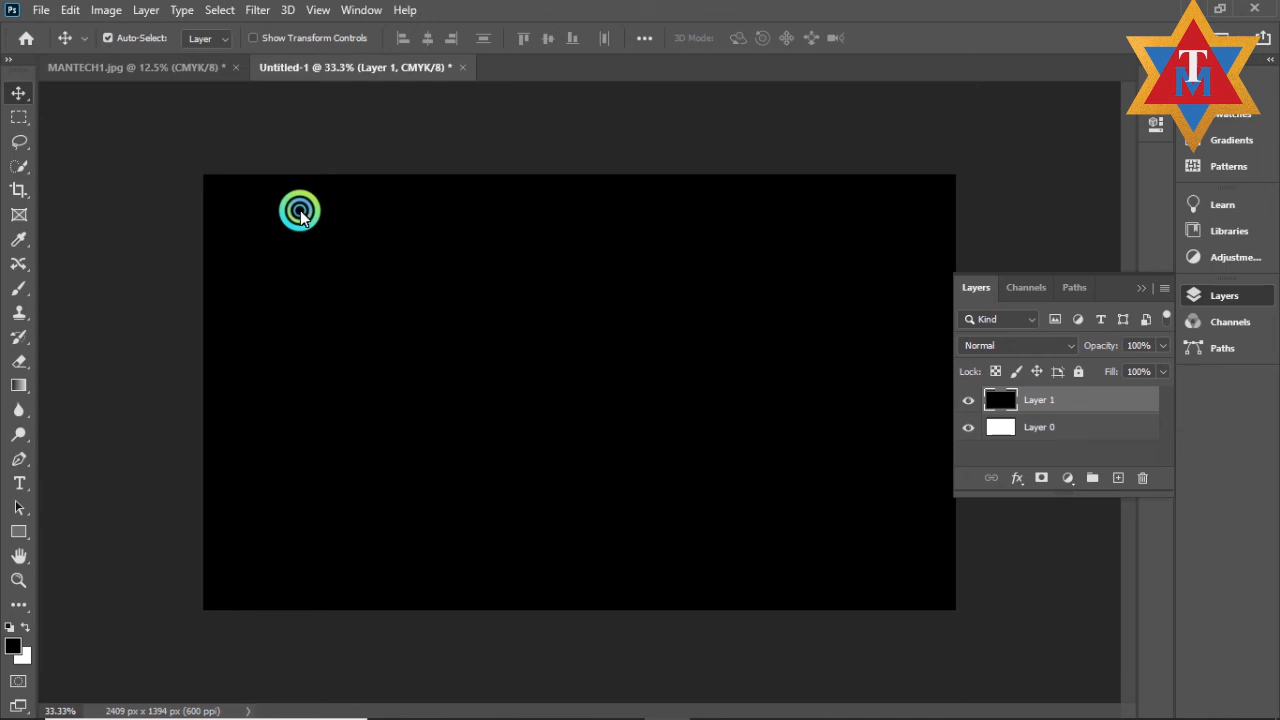 Ps File Edit Image Layer Type Select Filter 3D View Window Help
Auto-Select: Layer Show Transform Controls 3D Mode:
MANTECH1.jpg @ 12.5% (CMYK/8) * × Untitled-1 @ 33.3% (Layer 1, CMYK/8) * ×
T
M
Swatches
Gradients
Patterns
Learn
Libraries
Adjustme...
Layers
Channels
Paths
Layers Channels Paths
Kind
Normal Opacity: 100%
Lock: Fill: 100%
Layer 1
Layer 0
fx
33.33% 2409 px x 1394 px (600 ppi)